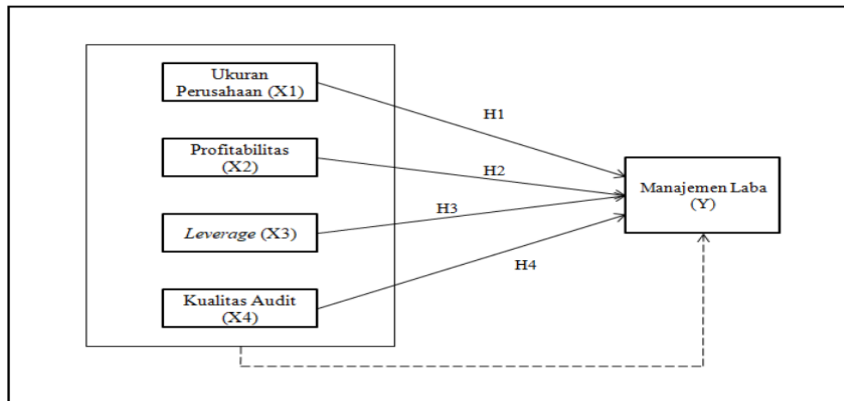 Ukuran
Perusahaan (X1)
H1
Profitabilitas
(X2)
H2
Manajemen Laba
(Y)
Leverage (X3)
H3
H4
Kualitas Audit
(X4)